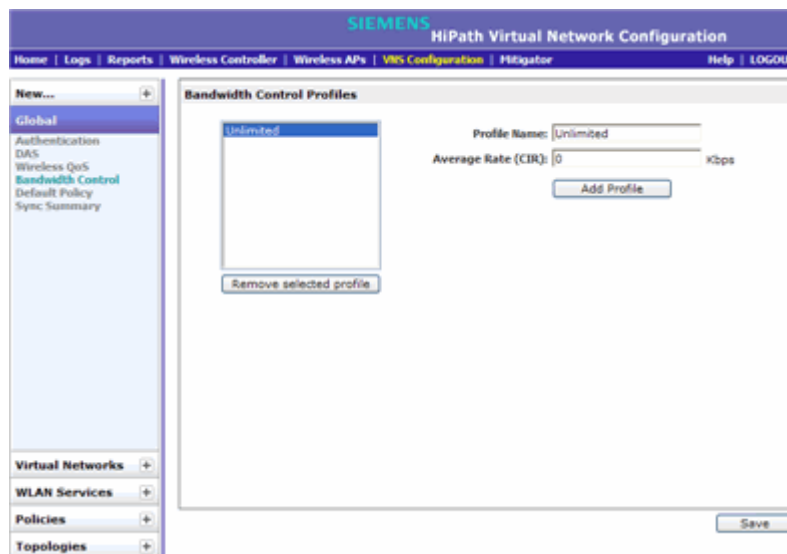 SIEMENS
HiPath Virtual Network Configuration
Home | Logs | Reports | Wireless Controller | Wireless APs | VNS Configuration | Mitigator Help | LOGOU
New... +
Bandwidth Control Profiles
Global
Authentication
DAS
Wireless QoS
Bandwidth Control
Default Policy
Sync Summary
Unlimited
Profile Name: Unlimited
Average Rate (CIR): 0 Kbps
Add Profile
Remove selected profile
Virtual Networks +
WLAN Services +
Policies +
Topologies +
Save